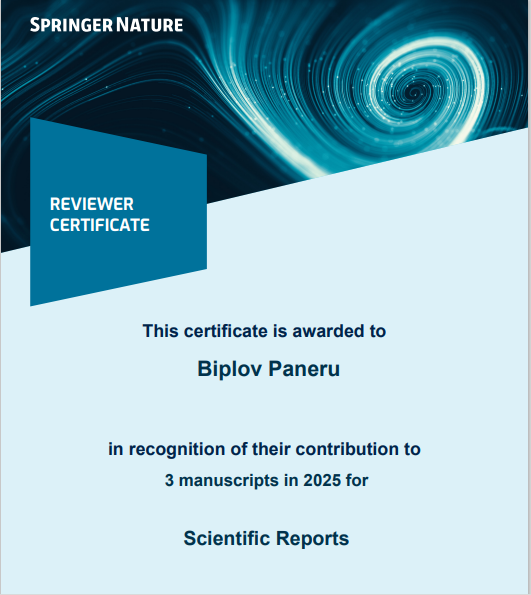 SPRINGER NATURE
REVIEWER
CERTIFICATE
This certificate is awarded to
Biplov Paneru
in recognition of their contribution to
3 manuscripts in 2025 for
Scientific Reports